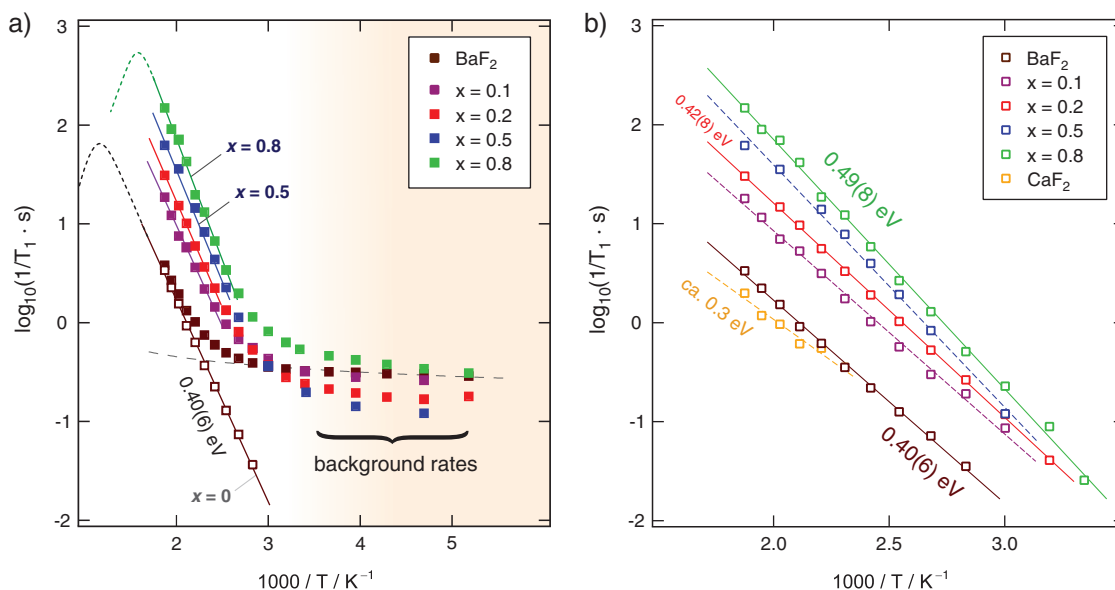 a)
log₁₀(1/T₁ · s)
3
2
1
0
-1
-2
2
3
4
5
1000 / T / K⁻¹
BaF₂
x = 0.1
x = 0.2
x = 0.5
x = 0.8
x = 0.8
x = 0.5
0.40(6) eV
x = 0
background rates
b)
log₁₀(1/T₁ · s)
3
2
1
0
-1
-2
2.0
2.5
3.0
1000 / T / K⁻¹
BaF₂
x = 0.1
x = 0.2
x = 0.5
x = 0.8
CaF₂
0.42(8) eV
0.49(8) eV
ca. 0.3 eV
0.40(6) eV